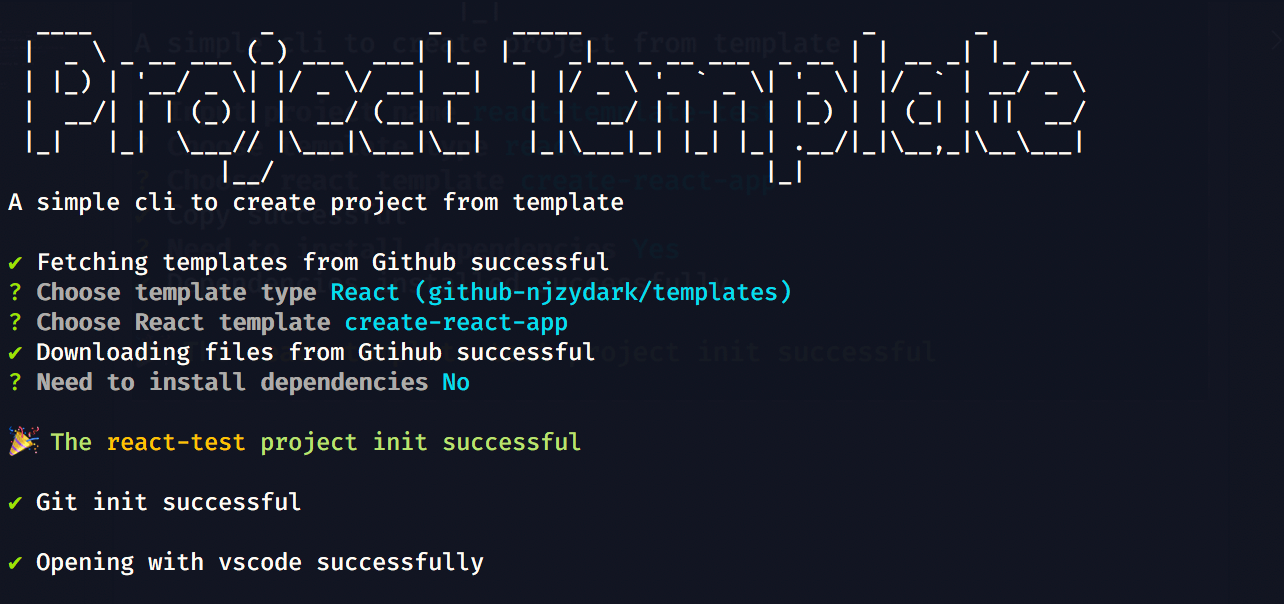 Project Template
A simple cli to create project from template
✔ Fetching templates from Github successful
? Choose template type React (github-njzydark/templates)
? Choose React template create-react-app
✔ Downloading files from Gtihub successful
? Need to install dependencies No
🎉 The react-test project init successful
✔ Git init successful
✔ Opening with vscode successfully